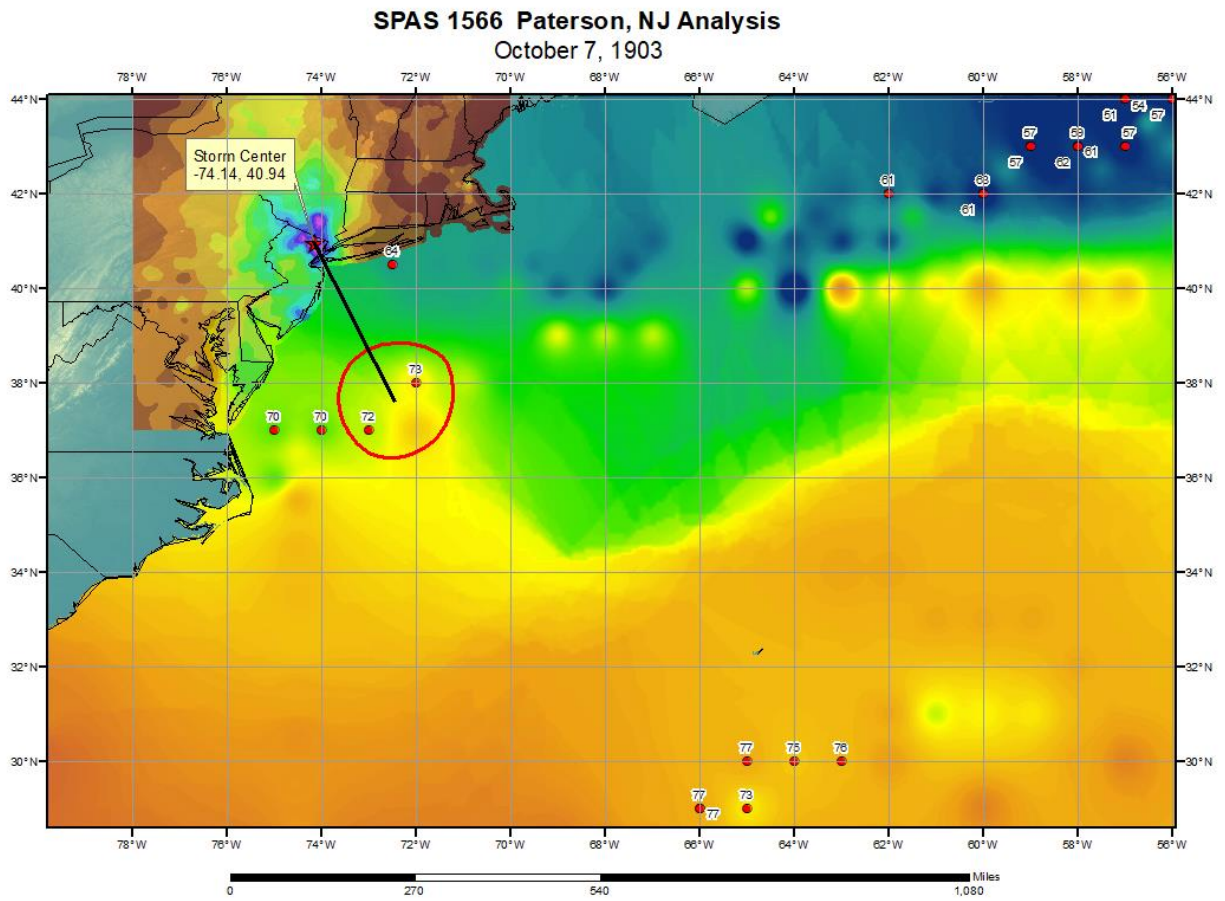 SPAS 1566 Paterson, NJ Analysis
October 7, 1903
78°W 76°W 74°W 72°W 70°W 68°W 66°W 64°W 62°W 60°W 58°W 56°W
44°N 44°N
51 54 57
57 63 57
57 62 61
Storm Center
-74.14, 40.94
42°N 61 63 42°N
61
64
40°N 40°N
38°N 73 38°N
70 70 72
36°N 36°N
34°N 34°N
32°N 32°N
30°N 77 75 76 30°N
77 73
77
78°W 76°W 74°W 72°W 70°W 68°W 66°W 64°W 62°W 60°W 58°W 56°W
Miles
0 270 540 1,080